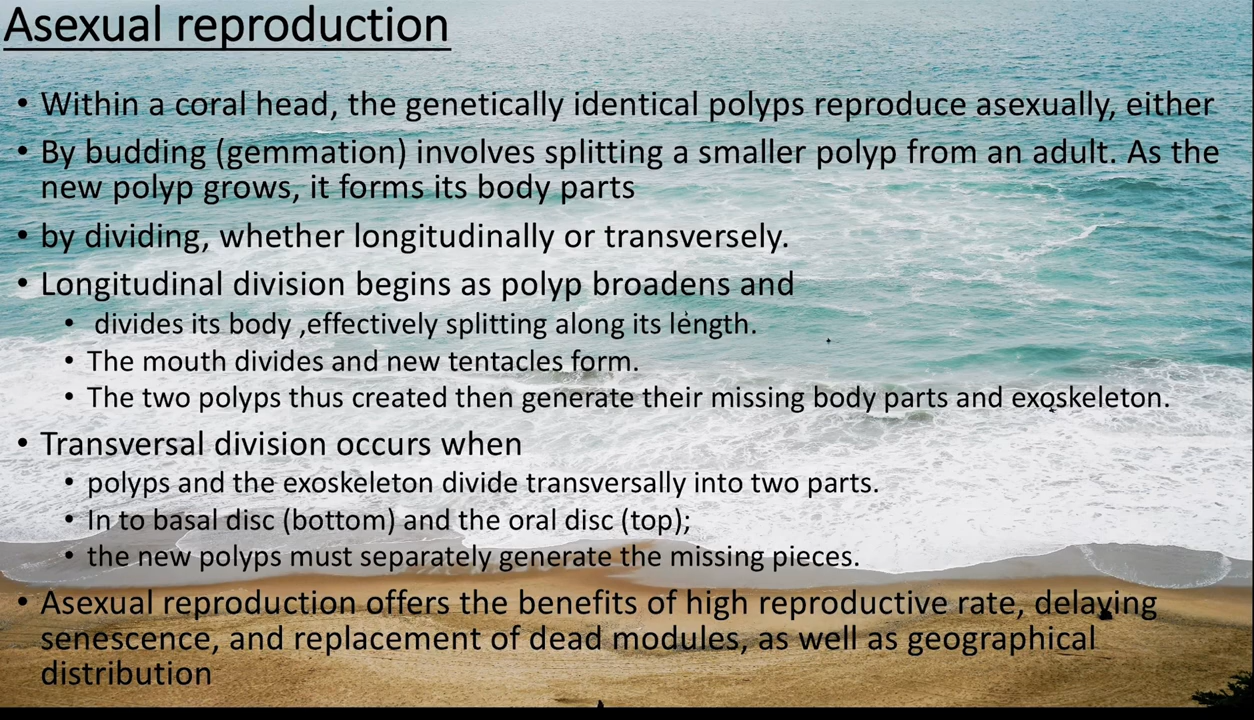 Asexual reproduction
• Within a coral head, the genetically identical polyps reproduce asexually, either
• By budding (gemmation) involves splitting a smaller polyp from an adult. As the
new polyp grows, it forms its body parts
• by dividing, whether longitudinally or transversely.
• Longitudinal division begins as polyp broadens and
• divides its body ,effectively splitting along its length.
• The mouth divides and new tentacles form.
• The two polyps thus created then generate their missing body parts and exoskeleton.
• Transversal division occurs when
• polyps and the exoskeleton divide transversally into two parts.
• In to basal disc (bottom) and the oral disc (top);
• the new polyps must separately generate the missing pieces.
• Asexual reproduction offers the benefits of high reproductive rate, delaying
senescence, and replacement of dead modules, as well as geographical
distribution